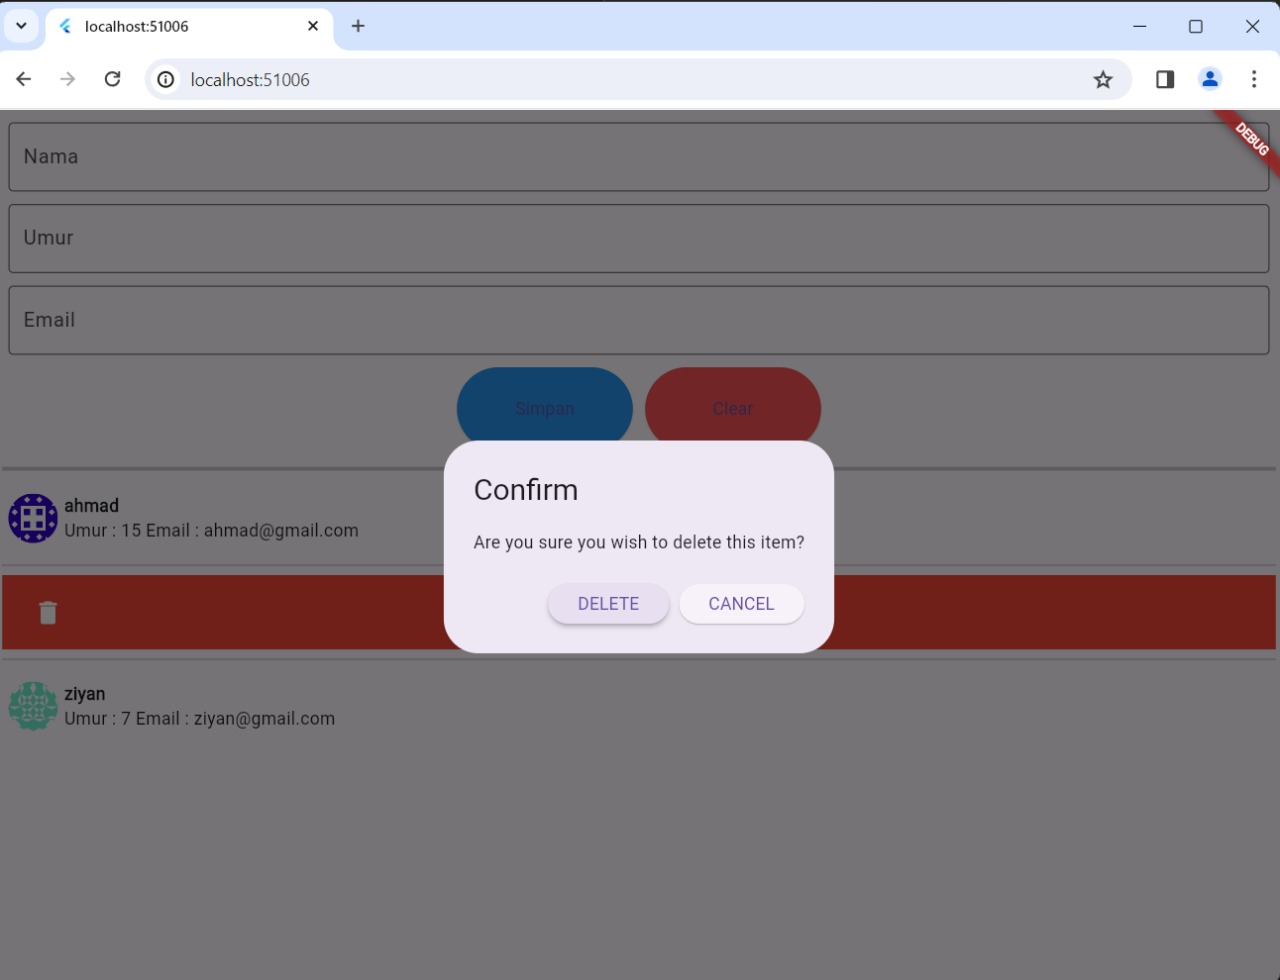 localhost:51006
localhost:51006
DEBUG
Nama
Umur
Email
Simpan
Clear
Confirm
Are you sure you wish to delete this item?
DELETE
CANCEL
ahmad
Umur : 15 Email : ahmad@gmail.com
ziyan
Umur : 7 Email : ziyan@gmail.com